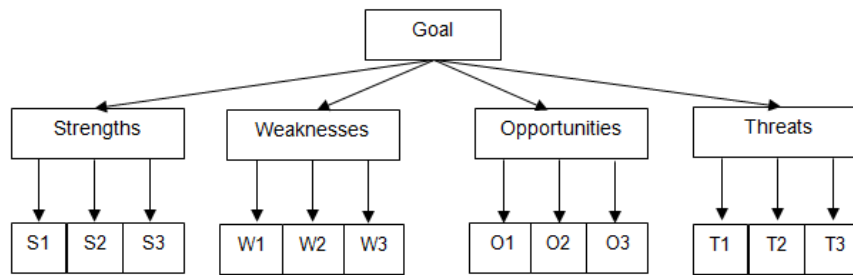 Goal
Strengths Weaknesses Opportunities Threats
S1 S2 S3 W1 W2 W3 O1 O2 O3 T1 T2 T3